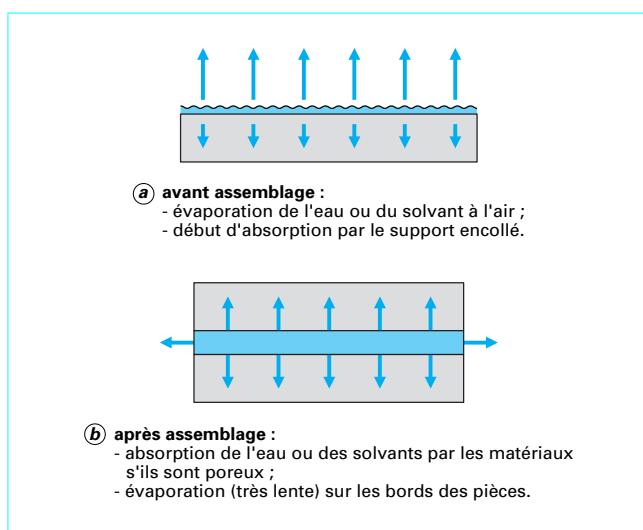 a avant assemblage :
- évaporation de l'eau ou du solvant à l'air ;
- début d'absorption par le support encollé.
b après assemblage :
- absorption de l'eau ou des solvants par les matériaux
s'ils sont poreux ;
- évaporation (très lente) sur les bords des pièces.